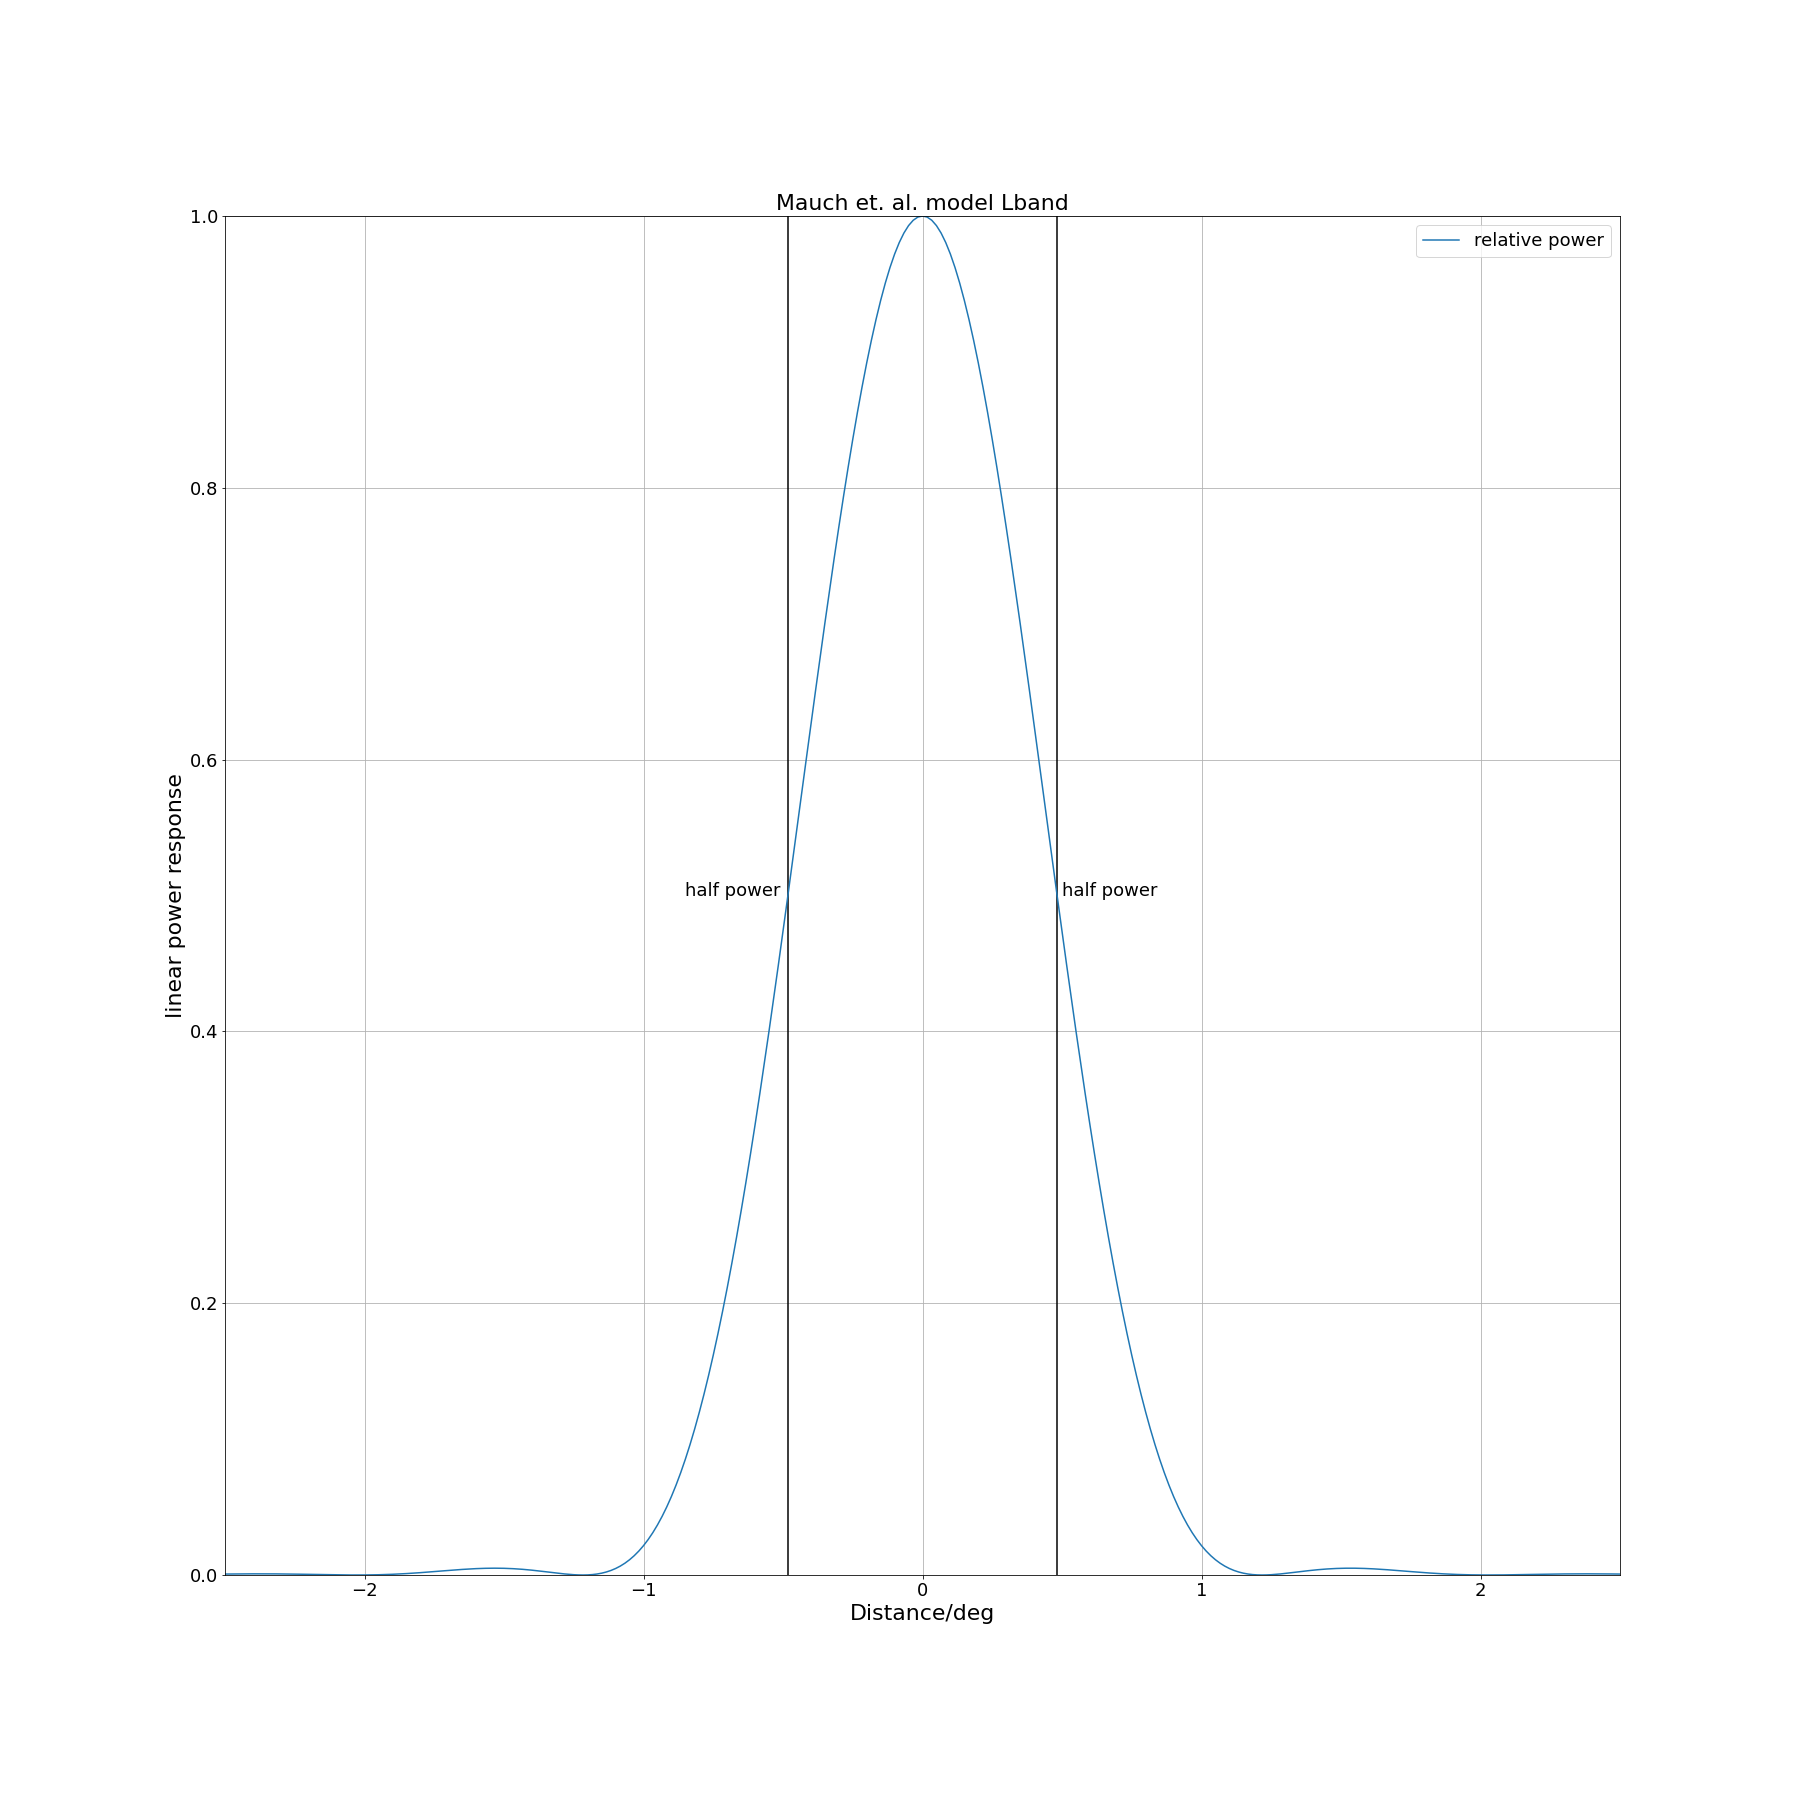 Mauch et. al. model Lband
relative power
1.0
0.8
0.6
0.4
0.2
0.0
linear power response
half power
half power
−2
−1
0
1
2
Distance/deg